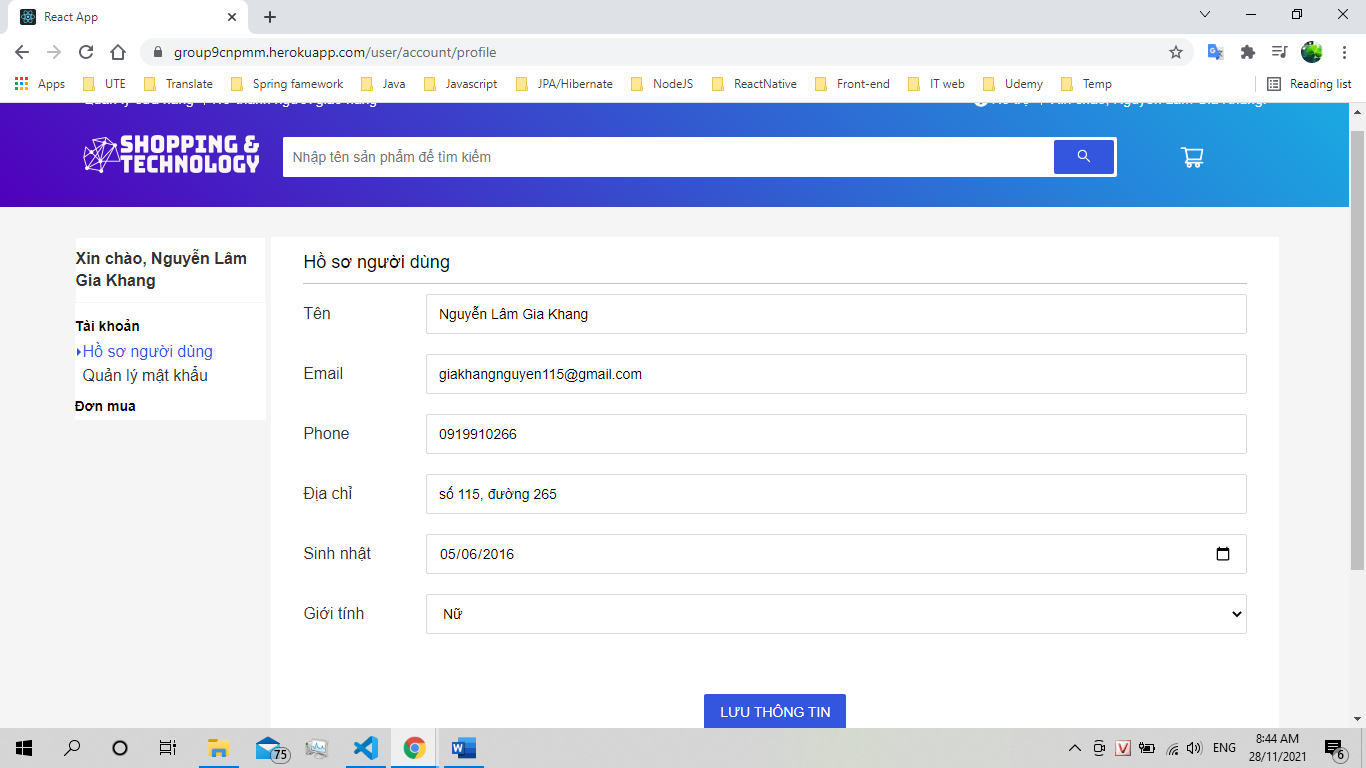 React App
group9cnpmm.herokuapp.com/user/account/profile
Apps UTE Translate Spring famework Java Javascript JPA/Hibernate NodeJS ReactNative Front-end IT web Udemy Temp Reading list
SHOPPING &
TECHNOLOGY
Nhập tên sản phẩm để tìm kiếm
Xin chào, Nguyễn Lâm
Gia Khang
Tài khoản
Hồ sơ người dùng
Quản lý mật khẩu
Đơn mua
Hồ sơ người dùng
Tên Nguyễn Lâm Gia Khang
Email giakhangnguyen115@gmail.com
Phone 0919910266
Địa chỉ số 115, đường 265
Sinh nhật 05/06/2016
Giới tính Nữ
LƯU THÔNG TIN
75
ENG
8:44 AM
28/11/2021
6